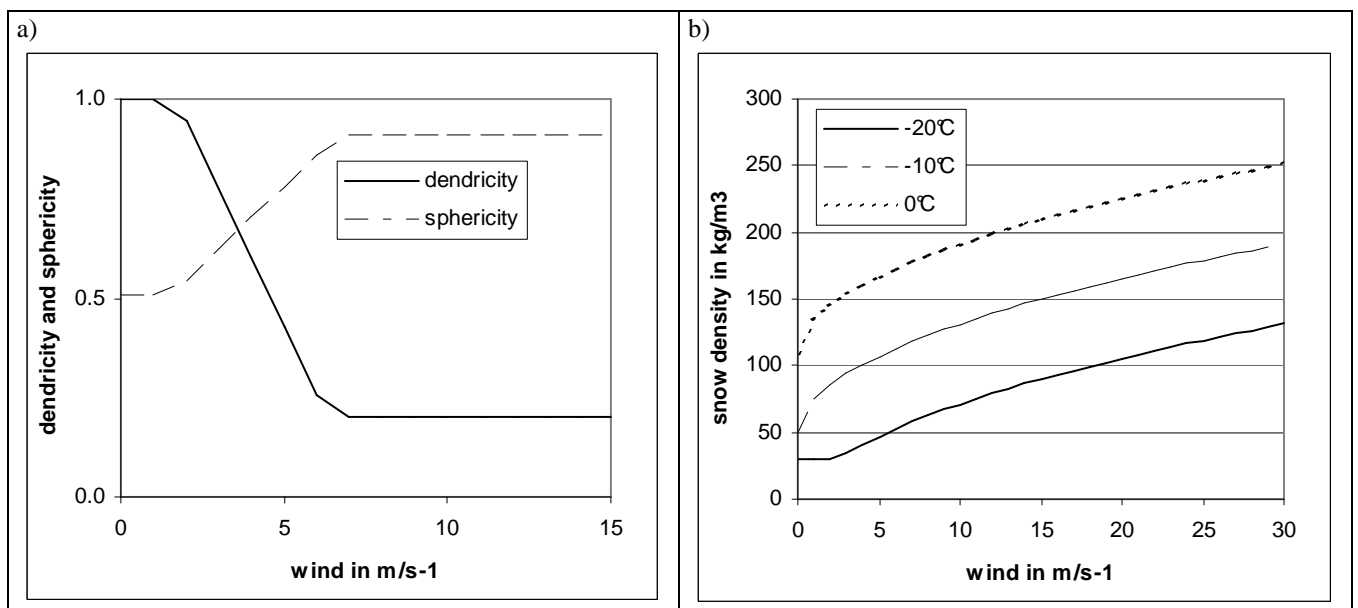 a)
1.0
0.5
0.0
dendricity and sphericity
dendricity
sphericity
0 5 10 15
wind in m/s-1
b)
300
250
200
150
100
50
0
snow density in kg/m3
-20°C
-10°C
0°C
0 5 10 15 20 25 30
wind in m/s-1